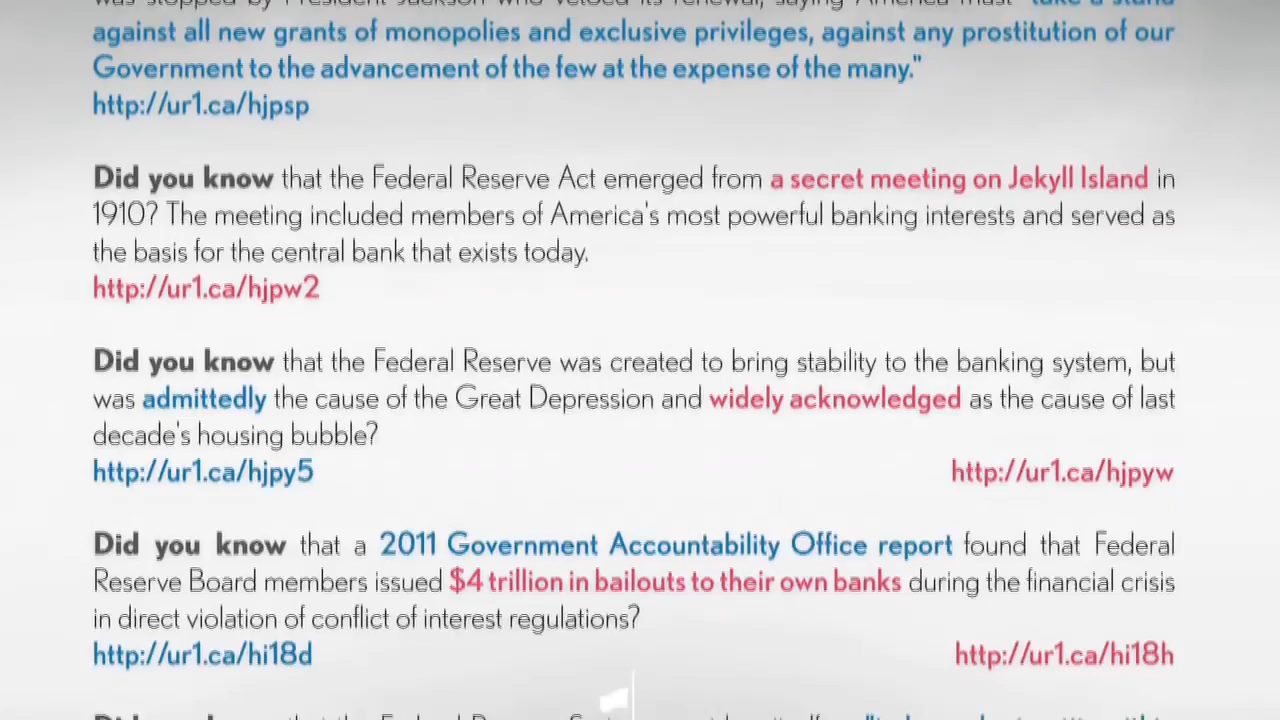 against all new grants of monopolies and exclusive privileges, against any prostitution of our
Government to the advancement of the few at the expense of the many."
http://ur1.ca/hjpsp
Did you know that the Federal Reserve Act emerged from a secret meeting on Jekyll Island in
1910? The meeting included members of America's most powerful banking interests and served as
the basis for the central bank that exists today.
http://ur1.ca/hjpw2
Did you know that the Federal Reserve was created to bring stability to the banking system, but
was admittedly the cause of the Great Depression and widely acknowledged as the cause of last
decade's housing bubble?
http://ur1.ca/hjpy5 http://ur1.ca/hjpyw
Did you know that a 2011 Government Accountability Office report found that Federal
Reserve Board members issued $4 trillion in bailouts to their own banks during the financial crisis
in direct violation of conflict of interest regulations?
http://ur1.ca/hi18d http://ur1.ca/hi18h